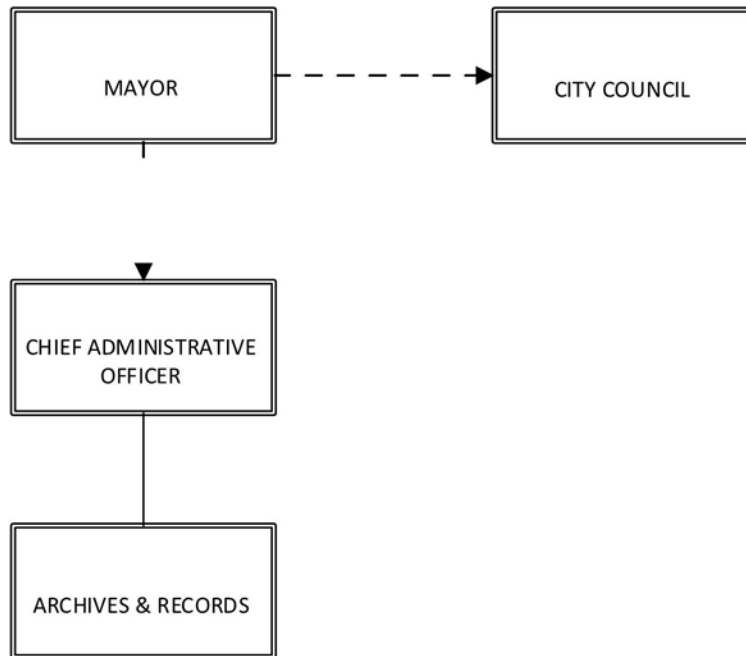 MAYOR
CITY COUNCIL
CHIEF ADMINISTRATIVE
OFFICER
ARCHIVES & RECORDS